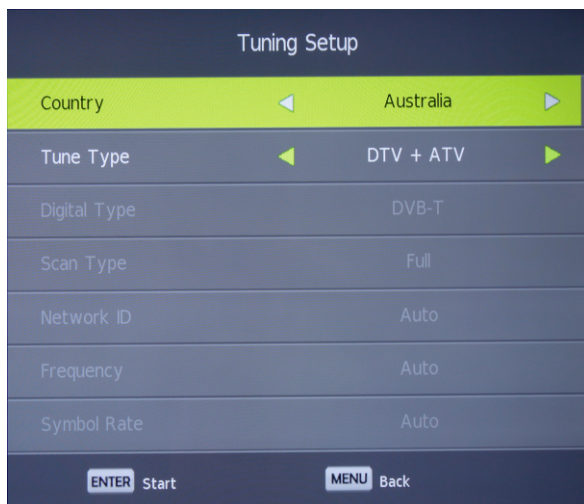 Tuning Setup
Country Australia
Tune Type DTV + ATV
Digital Type DVB-T
Scan Type Full
Network ID Auto
Frequency Auto
Symbol Rate Auto
ENTER Start MENU Back